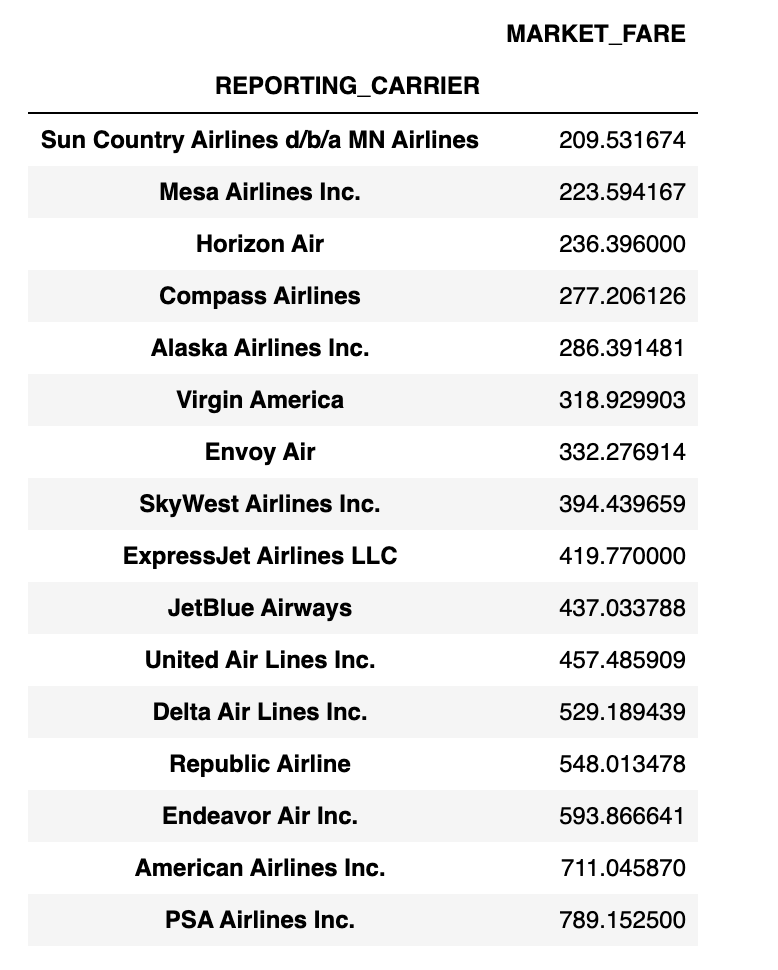 MARKET_FARE
REPORTING_CARRIER
Sun Country Airlines d/b/a MN Airlines 209.531674
Mesa Airlines Inc. 223.594167
Horizon Air 236.396000
Compass Airlines 277.206126
Alaska Airlines Inc. 286.391481
Virgin America 318.929903
Envoy Air 332.276914
SkyWest Airlines Inc. 394.439659
ExpressJet Airlines LLC 419.770000
JetBlue Airways 437.033788
United Air Lines Inc. 457.485909
Delta Air Lines Inc. 529.189439
Republic Airline 548.013478
Endeavor Air Inc. 593.866641
American Airlines Inc. 711.045870
PSA Airlines Inc. 789.152500